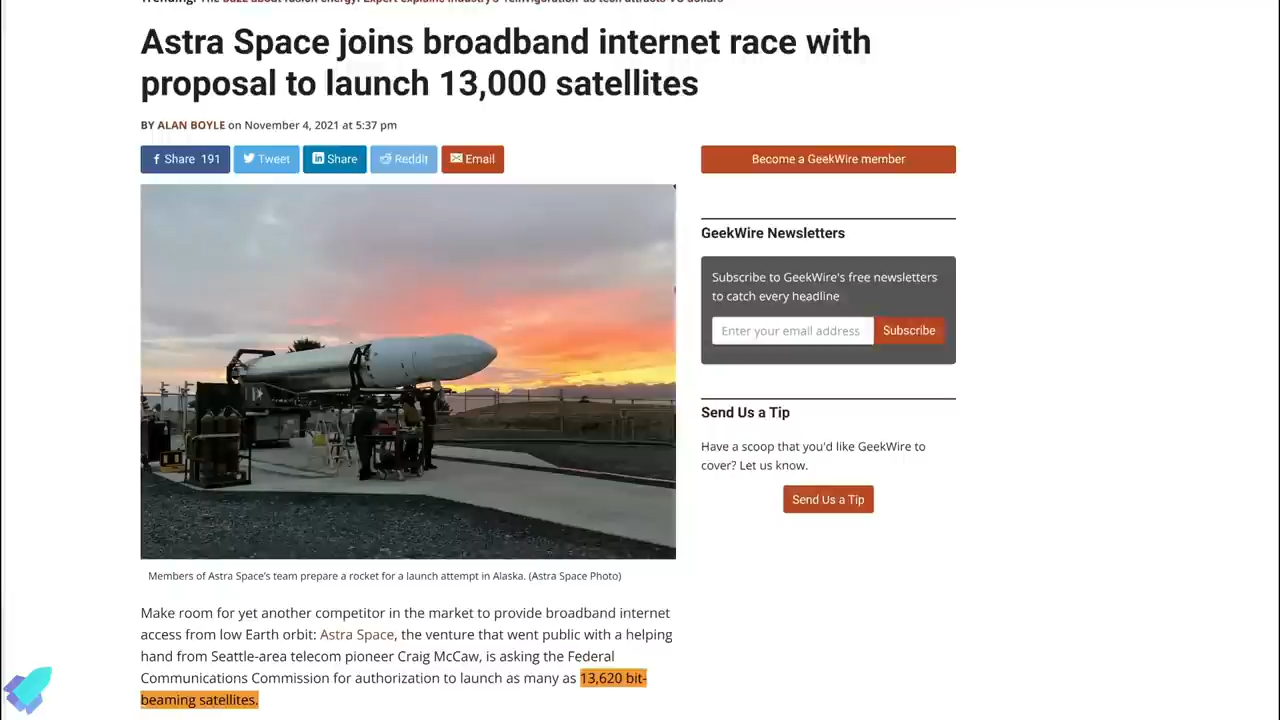 Astra Space joins broadband internet race with
proposal to launch 13,000 satellites
BY ALAN BOYLE on November 4, 2021 at 5:37 pm
Share 191
Tweet
Share
Reddit
Email
Become a GeekWire member
GeekWire Newsletters
Subscribe to GeekWire's free newsletters
to catch every headline
Enter your email address
Subscribe
Send Us a Tip
Have a scoop that you'd like GeekWire to
cover? Let us know.
Send Us a Tip
Members of Astra Space's team prepare a rocket for a launch attempt in Alaska. (Astra Space Photo)
Make room for yet another competitor in the market to provide broadband internet
access from low Earth orbit: Astra Space, the venture that went public with a helping
hand from Seattle-area telecom pioneer Craig McCaw, is asking the Federal
Communications Commission for authorization to launch as many as 13,620 bit-
beaming satellites.